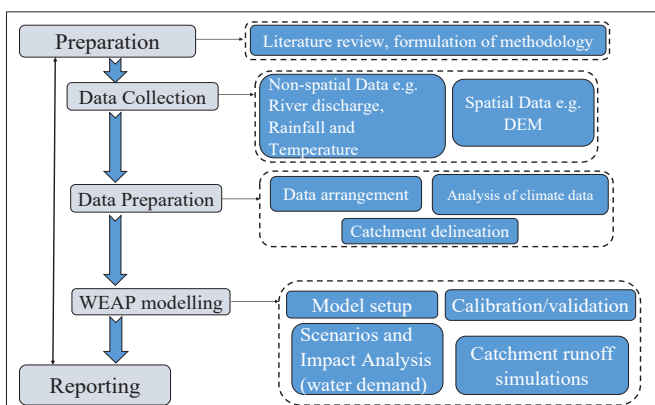 Preparation
Literature review, formulation of methodology
Data Collection
Non-spatial Data e.g.
River discharge,
Rainfall and
Temperature
Spatial Data e.g.
DEM
Data Preparation
Data arrangement
Analysis of climate data
Catchment delineation
WEAP modelling
Model setup
Calibration/validation
Scenarios and
Impact Analysis
(water demand)
Catchment runoff
simulations
Reporting